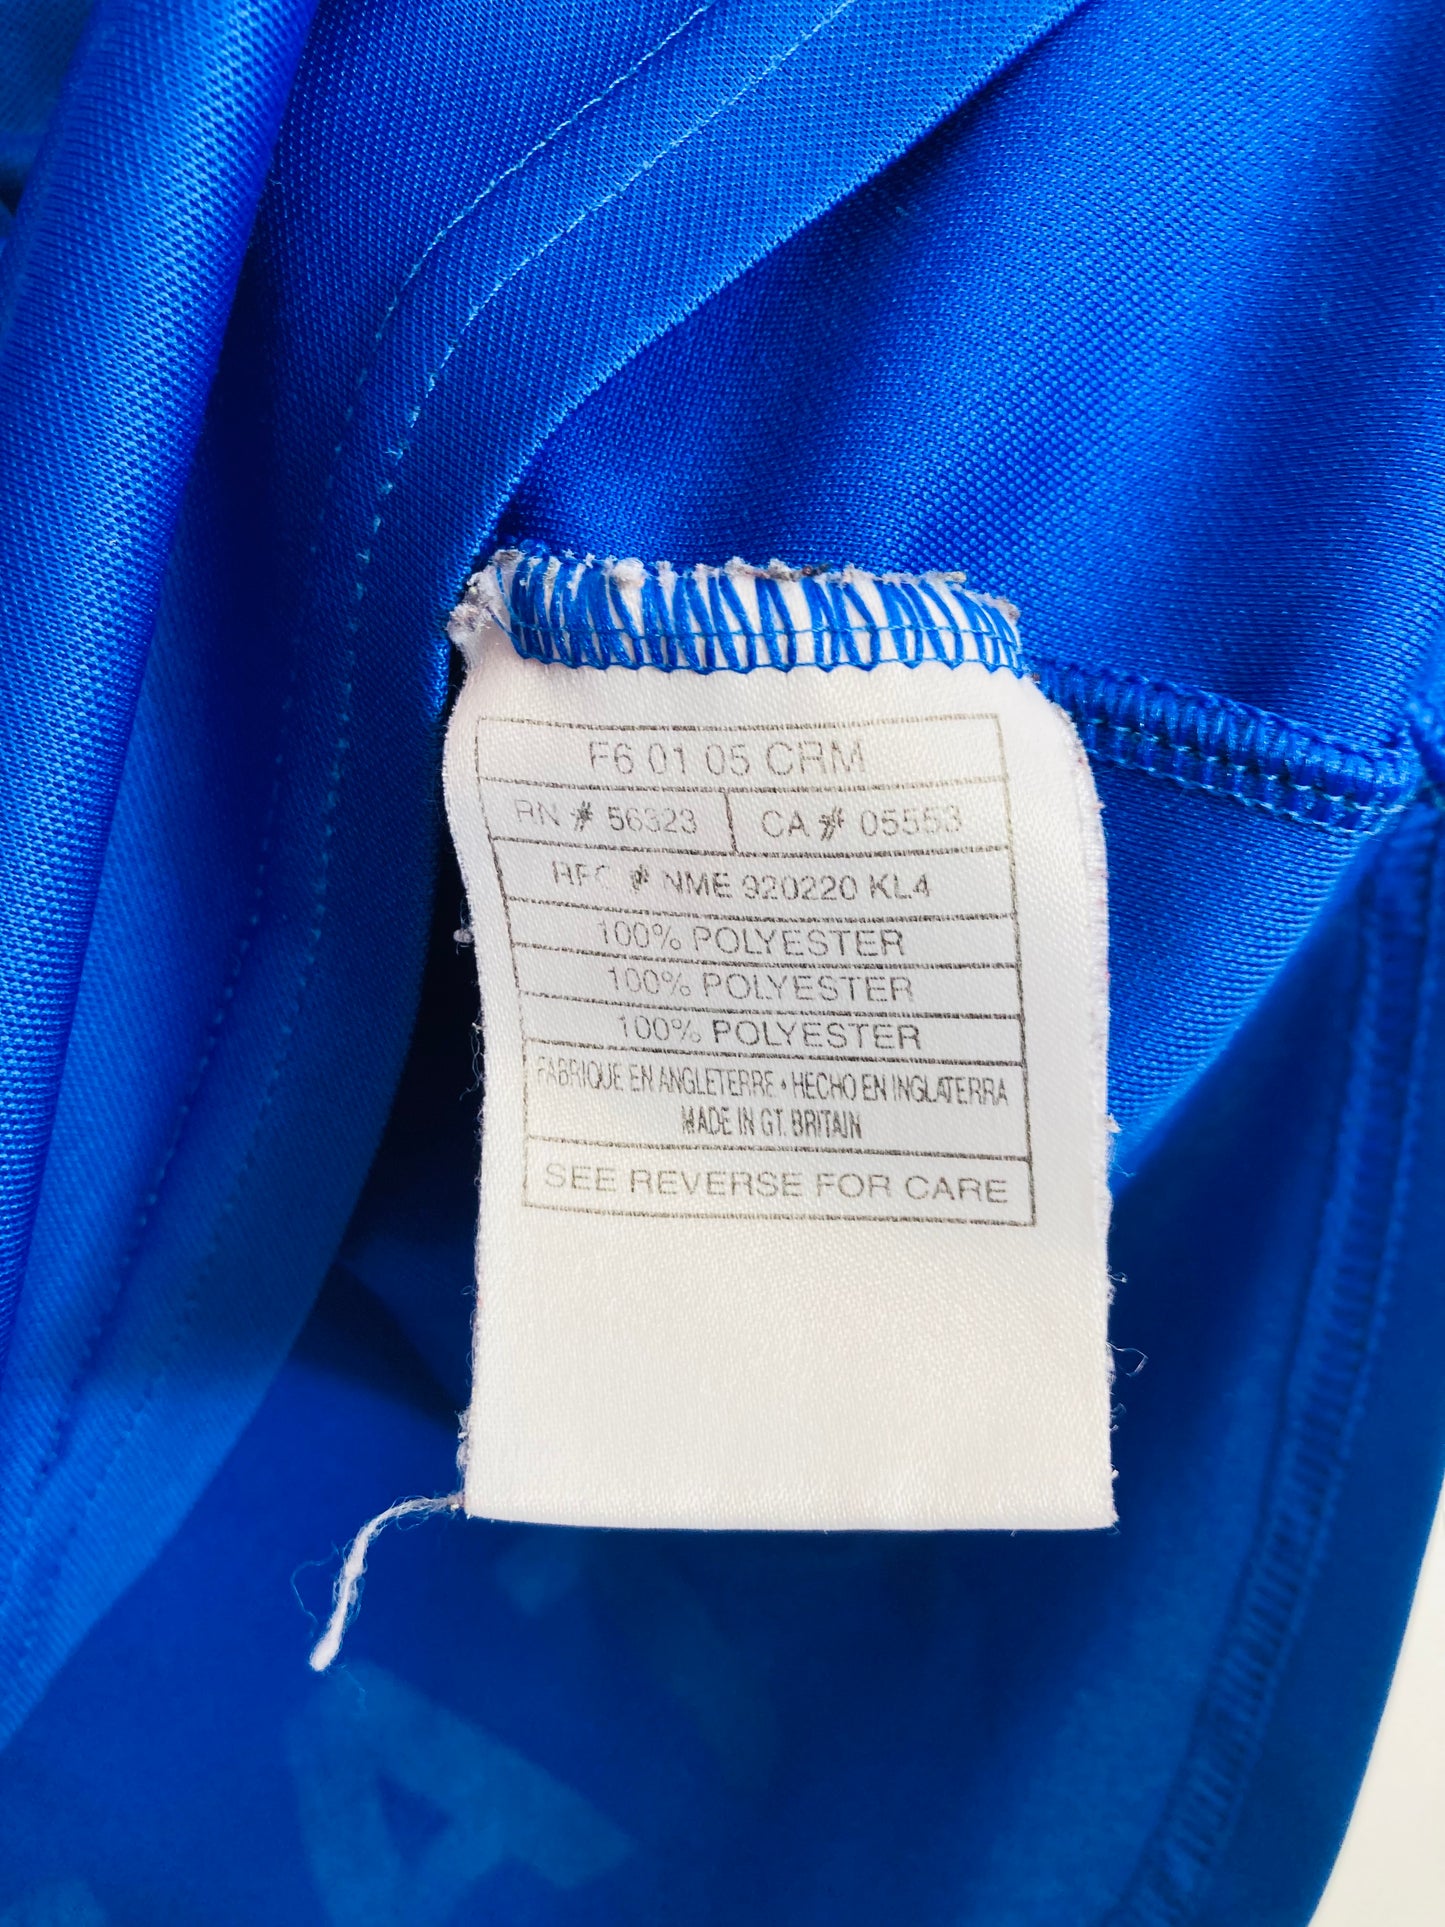 F6 01 05 CRM
RN # 56323 CA # 05553
RFC # NME 920220 KL4
100% POLYESTER
100% POLYESTER
100% POLYESTER
FABRIQUE EN ANGLETERRE • HECHO EN INGLATERRA
MADE IN GT. BRITAIN
SEE REVERSE FOR CARE